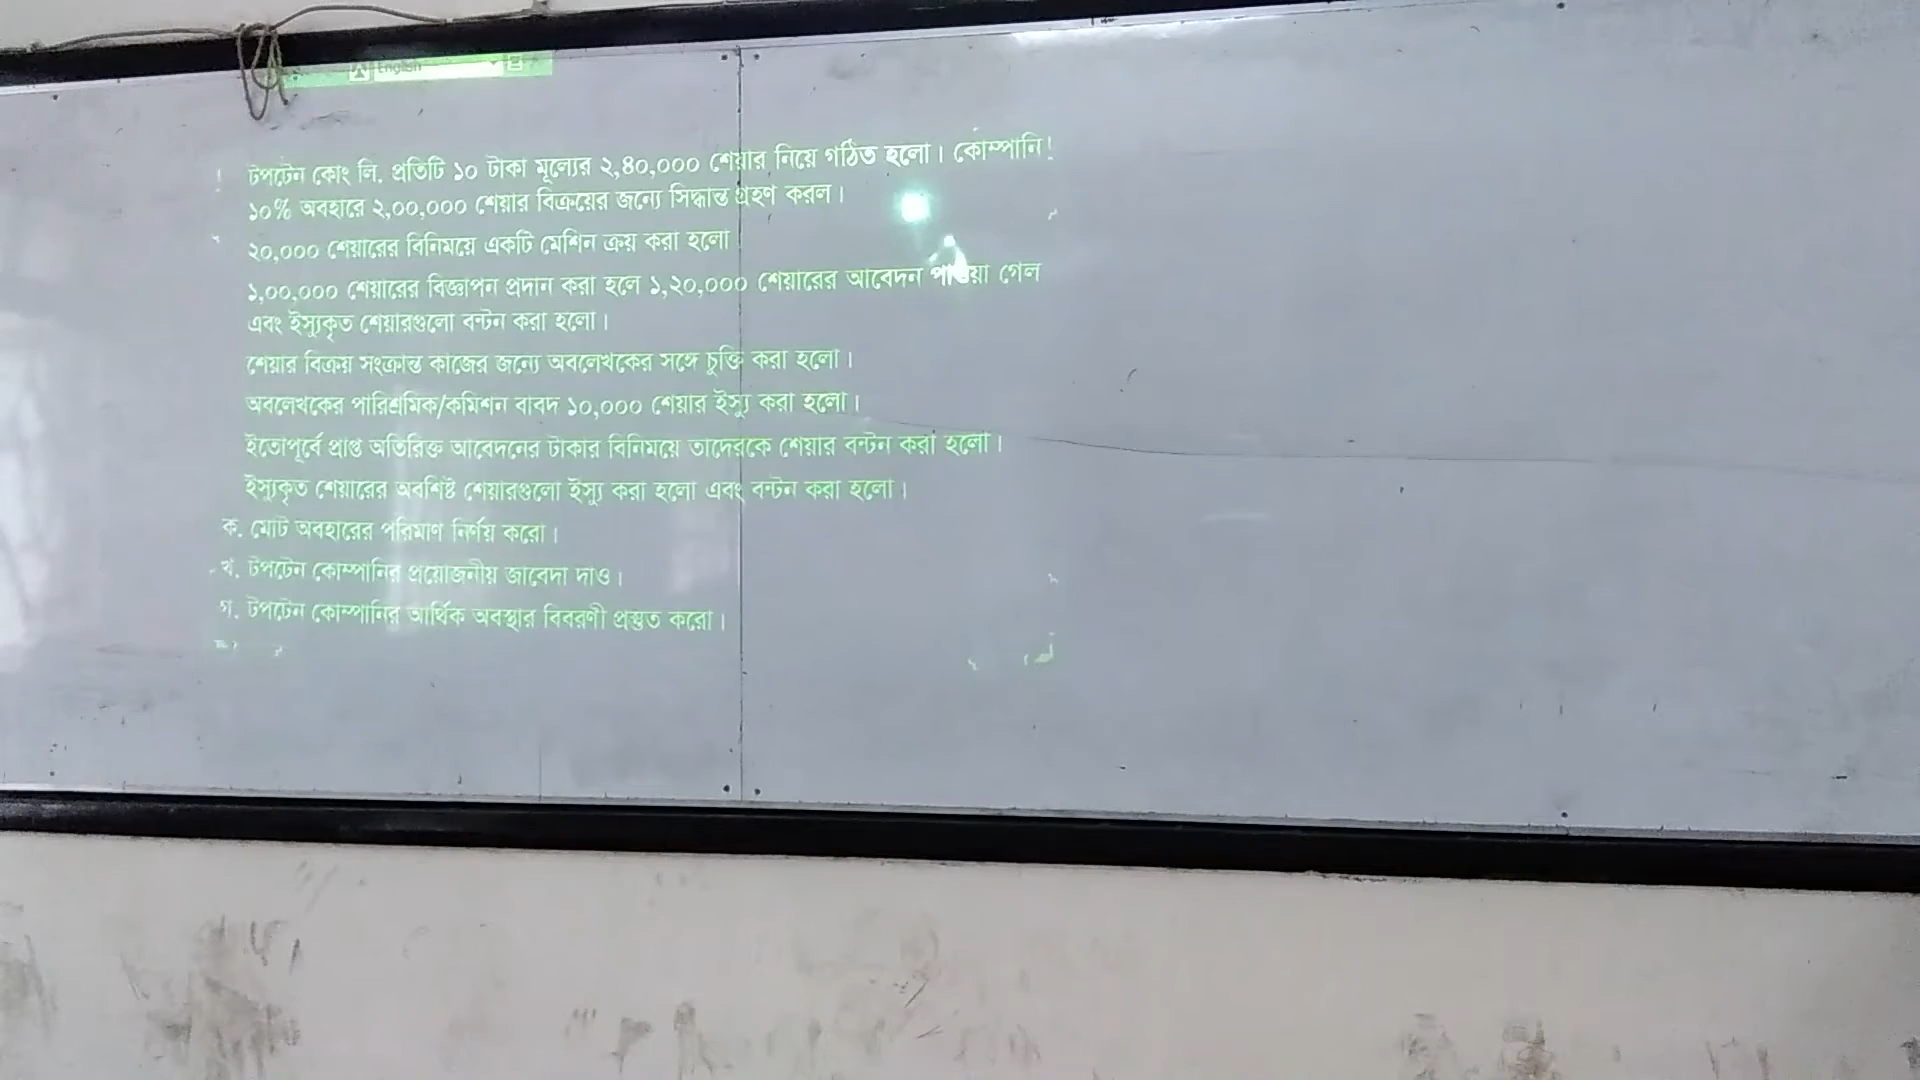 English
টপটেন কোং লি. প্রতিটি ১০ টাকা মূল্যের ২,৪০,০০০ শেয়ার নিয়ে গঠিত হলো। কোম্পানি
১০% অবহারে ২,০০,০০০ শেয়ার বিক্রয়ের জন্যে সিদ্ধান্ত গ্রহণ করল।
২০,০০০ শেয়ারের বিনিময়ে একটি মেশিন ক্রয় করা হলো
১,০০,০০০ শেয়ারের বিজ্ঞাপন প্রদান করা হলে ১,২০,০০০ শেয়ারের আবেদন পাওয়া গেল
এবং ইস্যুকৃত শেয়ারগুলো বন্টন করা হলো।
শেয়ার বিক্রয় সংক্রান্ত কাজের জন্যে অবলেখকের সঙ্গে চুক্তি করা হলো।
অবলেখকের পারিশ্রমিক/কমিশন বাবদ ১০,০০০ শেয়ার ইস্যু করা হলো।
ইতোপূর্বে প্রাপ্ত অতিরিক্ত আবেদনের টাকার বিনিময়ে তাদেরকে শেয়ার বন্টন করা হলো।
ইস্যুকৃত শেয়ারের অবশিষ্ট শেয়ারগুলো ইস্যু করা হলো এবং বন্টন করা হলো।
ক. মোট অবহারের পরিমাণ নির্ণয় করো।
খ. টপটেন কোম্পানির প্রয়োজনীয় জাবেদা দাও।
গ. টপটেন কোম্পানির আর্থিক অবস্থার বিবরণী প্রস্তুত করো।